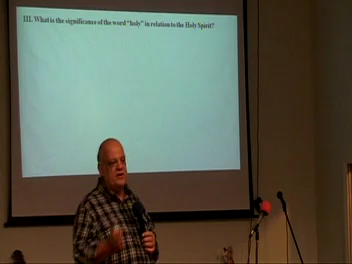 III. What is the significance of the word "holy" in relation to the Holy Spirit?